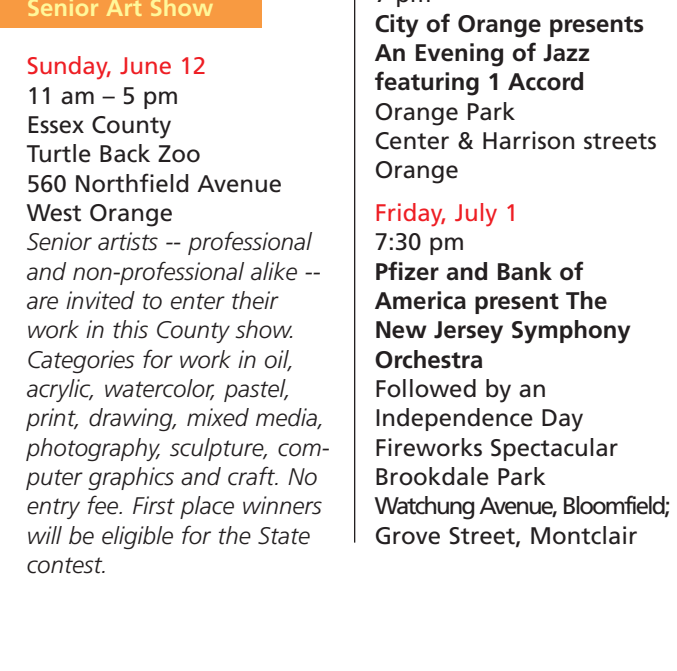 Senior Art Show
Sunday, June 12
11 am – 5 pm
Essex County
Turtle Back Zoo
560 Northfield Avenue
West Orange
Senior artists -- professional
and non-professional alike --
are invited to enter their
work in this County show.
Categories for work in oil,
acrylic, watercolor, pastel,
print, drawing, mixed media,
photography, sculpture, com-
puter graphics and craft. No
entry fee. First place winners
will be eligible for the State
contest.
7 pm
City of Orange presents
An Evening of Jazz
featuring 1 Accord
Orange Park
Center & Harrison streets
Orange
Friday, July 1
7:30 pm
Pfizer and Bank of
America present The
New Jersey Symphony
Orchestra
Followed by an
Independence Day
Fireworks Spectacular
Brookdale Park
Watchung Avenue, Bloomfield;
Grove Street, Montclair